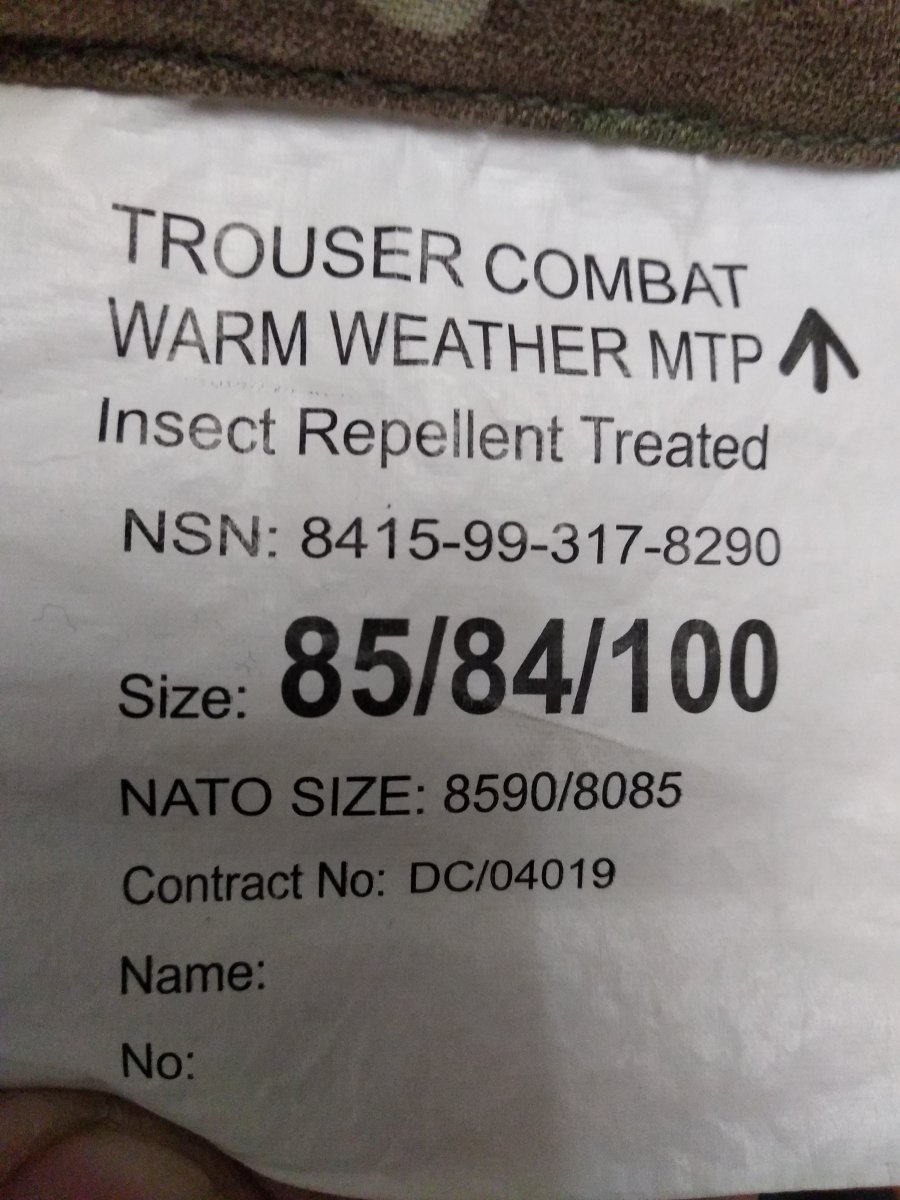 TROUSER COMBAT
WARM WEATHER MTP ↑
Insect Repellent Treated
NSN: 8415-99-317-8290
Size: 85/84/100
NATO SIZE: 8590/8085
Contract No: DC/04019
Name:
No: